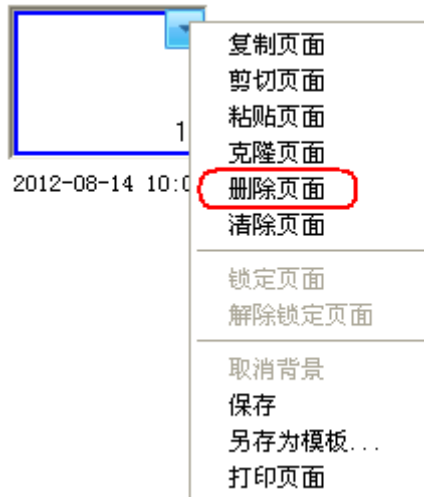 1
2012-08-14 10:0
复制页面
剪切页面
粘贴页面
克隆页面
删除页面
清除页面
锁定页面
解除锁定页面
取消背景
保存
另存为模板...
打印页面